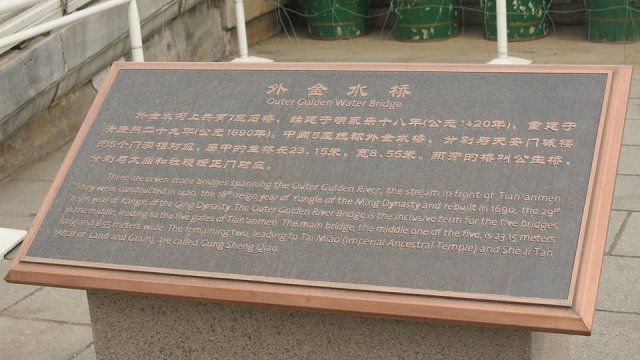 外金水桥
Outer Golden Water Bridge
外金水河上共有7座石桥，始建于明永乐十八年(公元1420年)，重建于
清康熙二十九年(公元1690年)。中间5座统称外金水桥，分别与天安门城楼
的5个门洞相对应，居中的主桥长23.15米，宽8.55米。两旁的桥叫公生桥，
分别与太庙和社稷坛正门对应。
There are seven stone bridges spanning the Outer Golden River, the stream in front of Tian'anmen.
They were constructed in 1420, the 18th reign year of Yungle of the Ming Dynasty and rebuilt in 1690, the 29th
reign year of Kangxi of the Qing Dynasty. The Outer Golden River Bridge is the inclusive term for the five bridges
in the middle, leading to the five gates of Tian'anmen. The main bridge, the middle one of the five, is 23.15 meters
long and 8.55 meters wide. The remaining two, leading to Tai Miao (Imperial Ancestral Temple) and She Ji Tan
(Altar of Land and Grain), are called Gong Sheng Qiao.